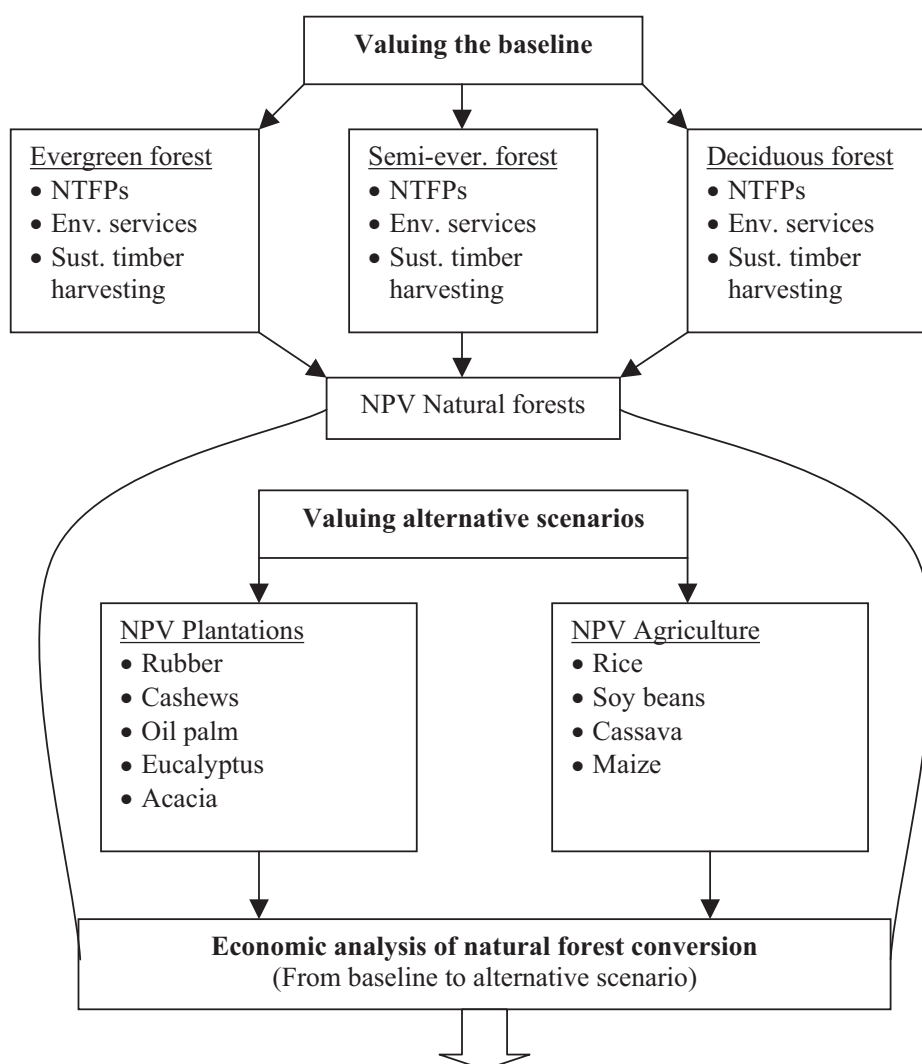 Valuing the baseline
Evergreen forest
• NTFPs
• Env. services
• Sust. timber
harvesting
Semi-ever. forest
• NTFPs
• Env. services
• Sust. timber
harvesting
Deciduous forest
• NTFPs
• Env. services
• Sust. timber
harvesting
NPV Natural forests
Valuing alternative scenarios
NPV Plantations
• Rubber
• Cashews
• Oil palm
• Eucalyptus
• Acacia
NPV Agriculture
• Rice
• Soy beans
• Cassava
• Maize
Economic analysis of natural forest conversion
(From baseline to alternative scenario)